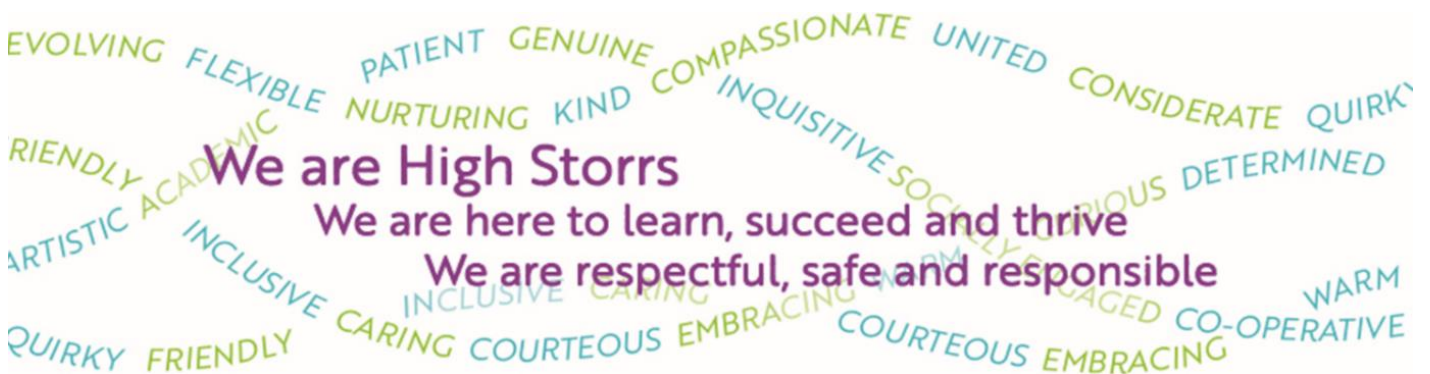 EVOLVING FLEXIBLE PATIENT GENUINE COMPASSIONATE UNITED CONSIDERATE QUIRKY
NURTURING KIND INQUISITIVE
RIENDLY ACADEMIC DETERMINED
We are High Storrs
ARTISTIC SOCIALLY ENGAGED CURIOUS
We are here to learn, succeed and thrive
We are respectful, safe and responsible
INCLUSIVE INCLUSIVE CARING WARM WARM
QUIRKY FRIENDLY CARING COURTEOUS EMBRACING COURTEOUS EMBRACING CO-OPERATIVE